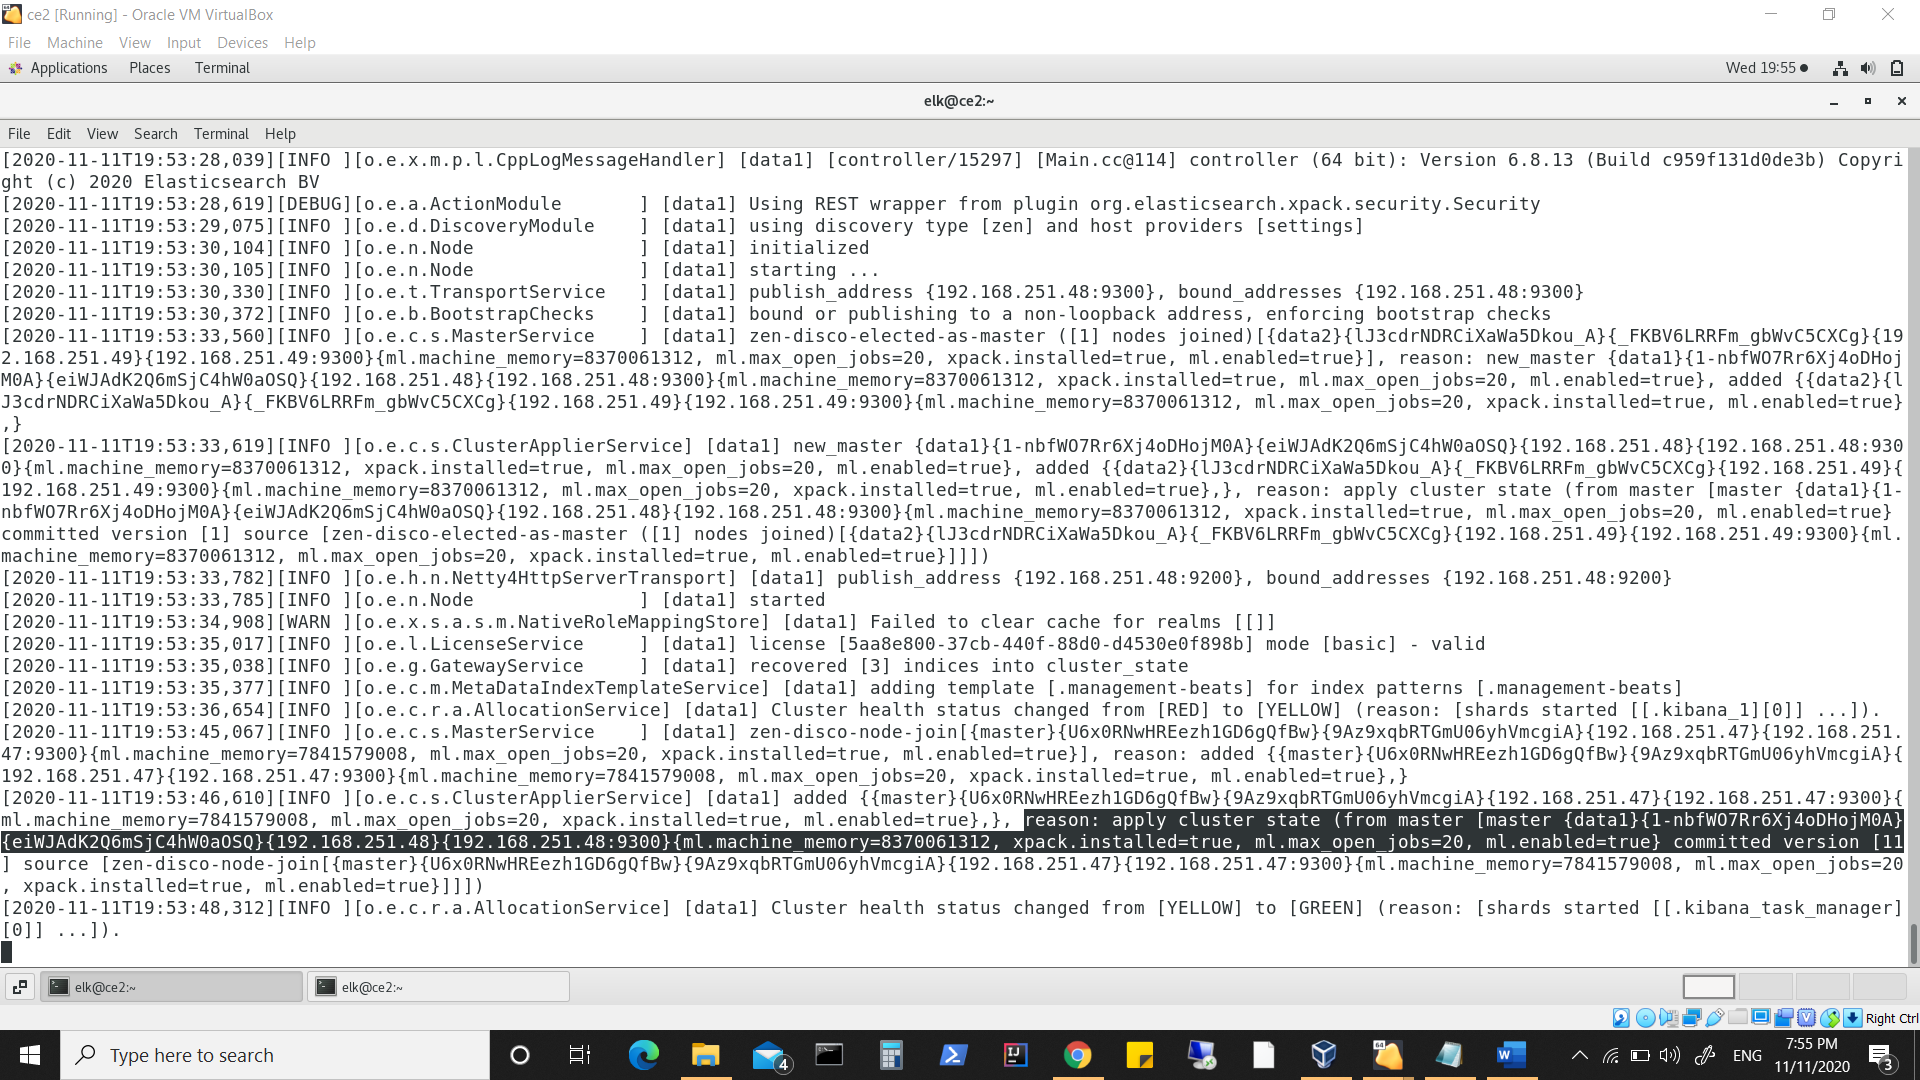 ce2 [Running] - Oracle VM VirtualBox
File Machine View Input Devices Help
Applications Places Terminal Wed 19:55
elk@ce2:~
File Edit View Search Terminal Help
[2020-11-11T19:53:28,039][INFO ][o.e.x.m.p.l.CppLogMessageHandler] [data1] [controller/15297] [Main.cc@114] controller (64 bit): Version 6.8.13 (Build c959f131d0de3b) Copyri
ght (c) 2020 Elasticsearch BV
[2020-11-11T19:53:28,619][DEBUG][o.e.a.ActionModule       ] [data1] Using REST wrapper from plugin org.elasticsearch.xpack.security.Security
[2020-11-11T19:53:29,075][INFO ][o.e.d.DiscoveryModule    ] [data1] using discovery type [zen] and host providers [settings]
[2020-11-11T19:53:30,104][INFO ][o.e.n.Node               ] [data1] initialized
[2020-11-11T19:53:30,105][INFO ][o.e.n.Node               ] [data1] starting ...
[2020-11-11T19:53:30,330][INFO ][o.e.t.TransportService   ] [data1] publish_address {192.168.251.48:9300}, bound_addresses {192.168.251.48:9300}
[2020-11-11T19:53:30,372][INFO ][o.e.b.BootstrapChecks    ] [data1] bound or publishing to a non-loopback address, enforcing bootstrap checks
[2020-11-11T19:53:33,560][INFO ][o.e.c.s.MasterService    ] [data1] zen-disco-elected-as-master ([1] nodes joined)[{data2}{lJ3cdrNDRCiXaWa5Dkou_A}{_FKBV6LRRFm_gbWvC5CXCg}{19
2.168.251.49}{192.168.251.49:9300}{ml.machine_memory=8370061312, ml.max_open_jobs=20, xpack.installed=true, ml.enabled=true}], reason: new_master {data1}{1-nbfWO7Rr6Xj4oDHoj
M0A}{eiWJAdK2Q6mSjC4hW0aOSQ}{192.168.251.48}{192.168.251.48:9300}{ml.machine_memory=8370061312, xpack.installed=true, ml.max_open_jobs=20, ml.enabled=true}, added {{data2}{l
J3cdrNDRCiXaWa5Dkou_A}{_FKBV6LRRFm_gbWvC5CXCg}{192.168.251.49}{192.168.251.49:9300}{ml.machine_memory=8370061312, ml.max_open_jobs=20, xpack.installed=true, ml.enabled=true}
,}
[2020-11-11T19:53:33,619][INFO ][o.e.c.s.ClusterApplierService] [data1] new_master {data1}{1-nbfWO7Rr6Xj4oDHojM0A}{eiWJAdK2Q6mSjC4hW0aOSQ}{192.168.251.48}{192.168.251.48:930
0}{ml.machine_memory=8370061312, xpack.installed=true, ml.max_open_jobs=20, ml.enabled=true}, added {{data2}{lJ3cdrNDRCiXaWa5Dkou_A}{_FKBV6LRRFm_gbWvC5CXCg}{192.168.251.49}{
192.168.251.49:9300}{ml.machine_memory=8370061312, ml.max_open_jobs=20, xpack.installed=true, ml.enabled=true},}, reason: apply cluster state (from master [master {data1}{1-
nbfWO7Rr6Xj4oDHojM0A}{eiWJAdK2Q6mSjC4hW0aOSQ}{192.168.251.48}{192.168.251.48:9300}{ml.machine_memory=8370061312, xpack.installed=true, ml.max_open_jobs=20, ml.enabled=true}
committed version [1] source [zen-disco-elected-as-master ([1] nodes joined)[{data2}{lJ3cdrNDRCiXaWa5Dkou_A}{_FKBV6LRRFm_gbWvC5CXCg}{192.168.251.49}{192.168.251.49:9300}{ml.
machine_memory=8370061312, ml.max_open_jobs=20, xpack.installed=true, ml.enabled=true}]]])
[2020-11-11T19:53:33,782][INFO ][o.e.h.n.Netty4HttpServerTransport] [data1] publish_address {192.168.251.48:9200}, bound_addresses {192.168.251.48:9200}
[2020-11-11T19:53:33,785][INFO ][o.e.n.Node               ] [data1] started
[2020-11-11T19:53:34,908][WARN ][o.e.x.s.a.s.m.NativeRoleMappingStore] [data1] Failed to clear cache for realms [[]]
[2020-11-11T19:53:35,017][INFO ][o.e.l.LicenseService     ] [data1] license [5aa8e800-37cb-440f-88d0-d4530e0f898b] mode [basic] - valid
[2020-11-11T19:53:35,038][INFO ][o.e.g.GatewayService     ] [data1] recovered [3] indices into cluster_state
[2020-11-11T19:53:35,377][INFO ][o.e.c.m.MetaDataIndexTemplateService] [data1] adding template [.management-beats] for index patterns [.management-beats]
[2020-11-11T19:53:36,654][INFO ][o.e.c.r.a.AllocationService] [data1] Cluster health status changed from [RED] to [YELLOW] (reason: [shards started [[.kibana_1][0]] ...]).
[2020-11-11T19:53:45,067][INFO ][o.e.c.s.MasterService    ] [data1] zen-disco-node-join[{master}{U6x0RNwHREezh1GD6gQfBw}{9Az9xqbRTGmU06yhVmcgiA}{192.168.251.47}{192.168.251.
47:9300}{ml.machine_memory=7841579008, ml.max_open_jobs=20, xpack.installed=true, ml.enabled=true}], reason: added {{master}{U6x0RNwHREezh1GD6gQfBw}{9Az9xqbRTGmU06yhVmcgiA}{
192.168.251.47}{192.168.251.47:9300}{ml.machine_memory=7841579008, ml.max_open_jobs=20, xpack.installed=true, ml.enabled=true},}
[2020-11-11T19:53:46,610][INFO ][o.e.c.s.ClusterApplierService] [data1] added {{master}{U6x0RNwHREezh1GD6gQfBw}{9Az9xqbRTGmU06yhVmcgiA}{192.168.251.47}{192.168.251.47:9300}{
ml.machine_memory=7841579008, ml.max_open_jobs=20, xpack.installed=true, ml.enabled=true},}, reason: apply cluster state (from master [master {data1}{1-nbfWO7Rr6Xj4oDHojM0A}
{eiWJAdK2Q6mSjC4hW0aOSQ}{192.168.251.48}{192.168.251.48:9300}{ml.machine_memory=8370061312, xpack.installed=true, ml.max_open_jobs=20, ml.enabled=true} committed version [11
] source [zen-disco-node-join[{master}{U6x0RNwHREezh1GD6gQfBw}{9Az9xqbRTGmU06yhVmcgiA}{192.168.251.47}{192.168.251.47:9300}{ml.machine_memory=7841579008, ml.max_open_jobs=20
, xpack.installed=true, ml.enabled=true}]]])
[2020-11-11T19:53:48,312][INFO ][o.e.c.r.a.AllocationService] [data1] Cluster health status changed from [YELLOW] to [GREEN] (reason: [shards started [[.kibana_task_manager]
[0]] ...]).
elk@ce2:~ elk@ce2:~
Right Ctrl
Type here to search 4 ENG 7:55 PM
11/11/2020 3